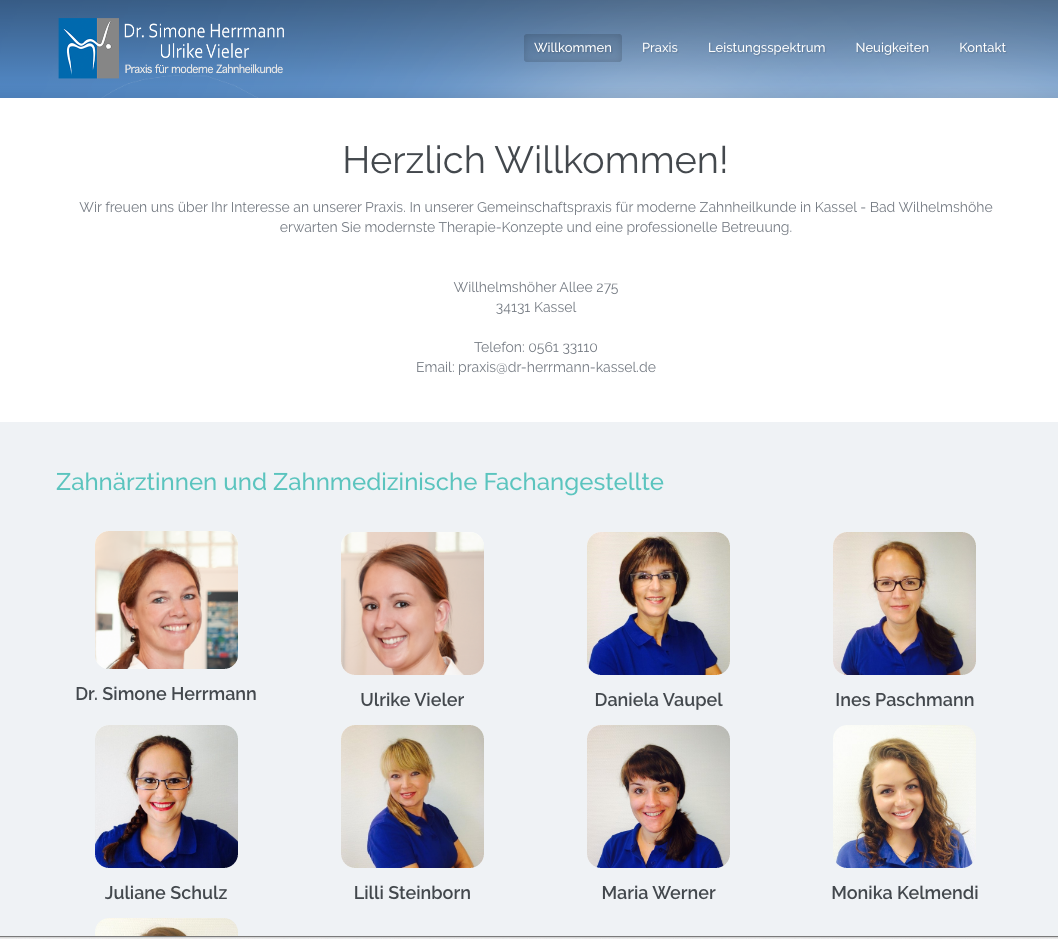 Dr. Simone Herrmann
Ulrike Vieler
Praxis für moderne Zahnheilkunde
Willkommen Praxis Leistungsspektrum Neuigkeiten Kontakt
Herzlich Willkommen!
Wir freuen uns über Ihr Interesse an unserer Praxis. In unserer Gemeinschaftspraxis für moderne Zahnheilkunde in Kassel - Bad Wilhelmshöhe
erwarten Sie modernste Therapie-Konzepte und eine professionelle Betreuung.
Willhelmshöher Allee 275
34131 Kassel
Telefon: 0561 33110
Email: praxis@dr-herrmann-kassel.de
Zahnärztinnen und Zahnmedizinische Fachangestellte
Dr. Simone Herrmann
Ulrike Vieler
Daniela Vaupel
Ines Paschmann
Juliane Schulz
Lilli Steinborn
Maria Werner
Monika Kelmendi